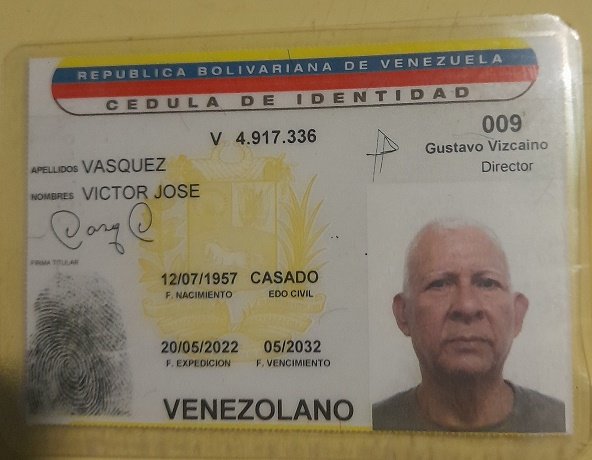 REPUBLICA BOLIVARIANA DE VENEZUELA
CEDULA DE IDENTIDAD
V 4.917.336
009
Gustavo Vizcaino
Director
APELLIDOS VASQUEZ
NOMBRES VICTOR JOSE
FIRMA TITULAR
12/07/1957 CASADO
F. NACIMIENTO EDO CIVIL
20/05/2022 05/2032
F. EXPEDICION F. VENCIMIENTO
VENEZOLANO